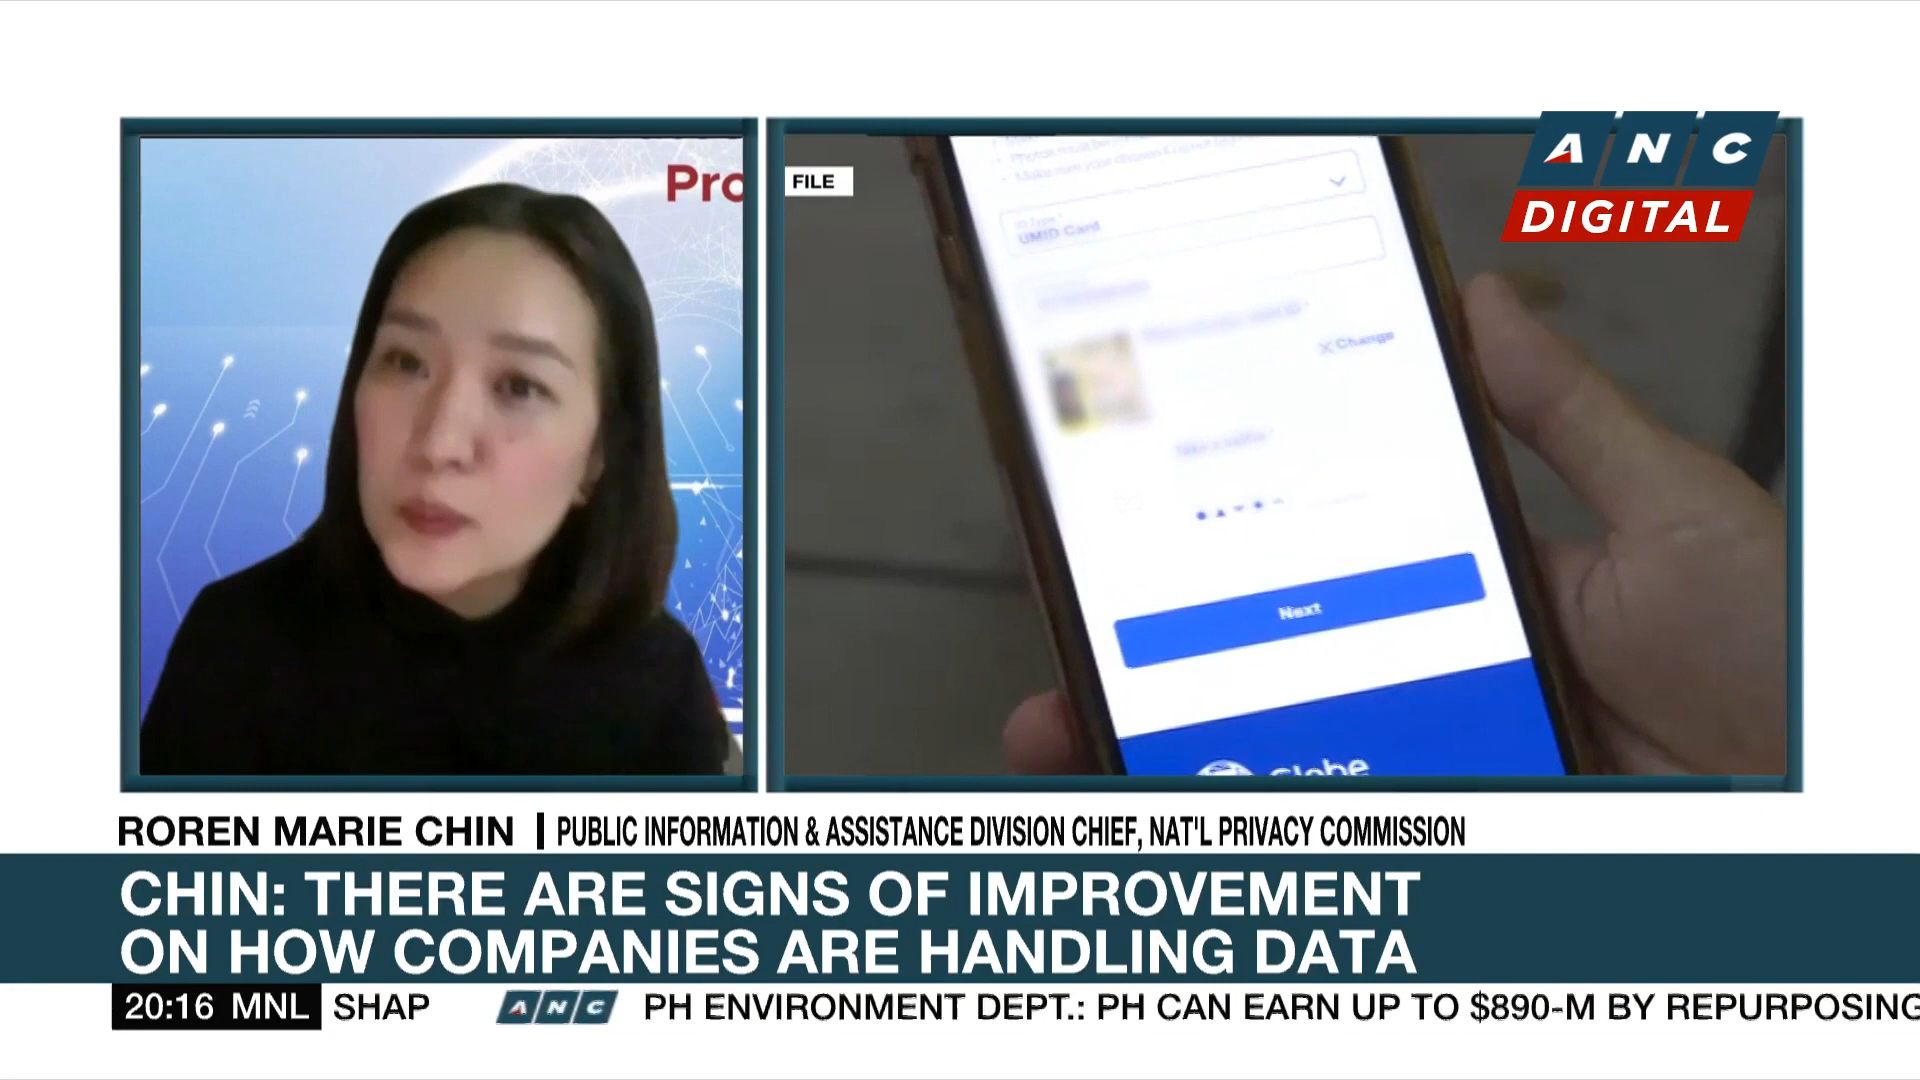 ANC
DIGITAL
Pro
FILE
UMID Card
Change
Next
Globe
ROREN MARIE CHIN | PUBLIC INFORMATION & ASSISTANCE DIVISION CHIEF, NAT'L PRIVACY COMMISSION
CHIN: THERE ARE SIGNS OF IMPROVEMENT
ON HOW COMPANIES ARE HANDLING DATA
20:16 MNL SHAP ANC PH ENVIRONMENT DEPT.: PH CAN EARN UP TO $890-M BY REPURPOSING